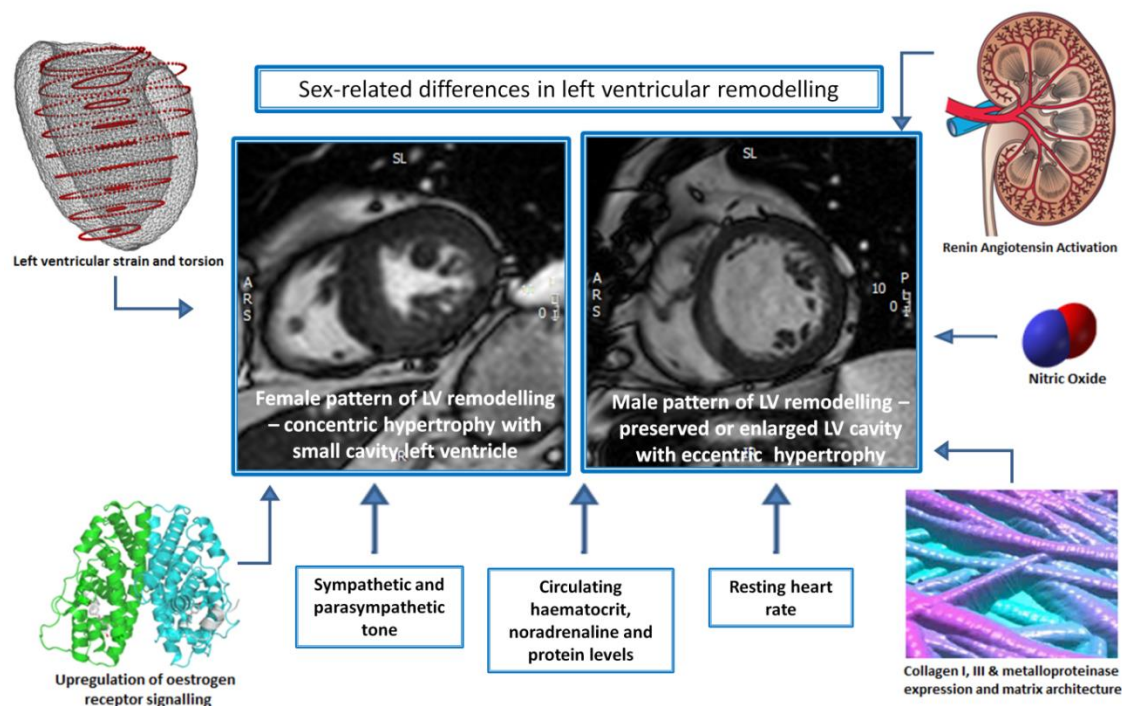 Sex-related differences in left ventricular remodelling
Left ventricular strain and torsion
Renin Angiotensin Activation
SL
A
R
S
0
Female pattern of LV remodelling
– concentric hypertrophy with
small cavity left ventricle
SL
A
R
S
10
P
0
Male pattern of LV remodelling –
preserved or enlarged LV cavity
with eccentric hypertrophy
Nitric Oxide
Upregulation of oestrogen
receptor signalling
Sympathetic and
parasympathetic
tone
Circulating
haematocrit,
noradrenaline and
protein levels
Resting heart
rate
Collagen I, III & metalloproteinase
expression and matrix architecture